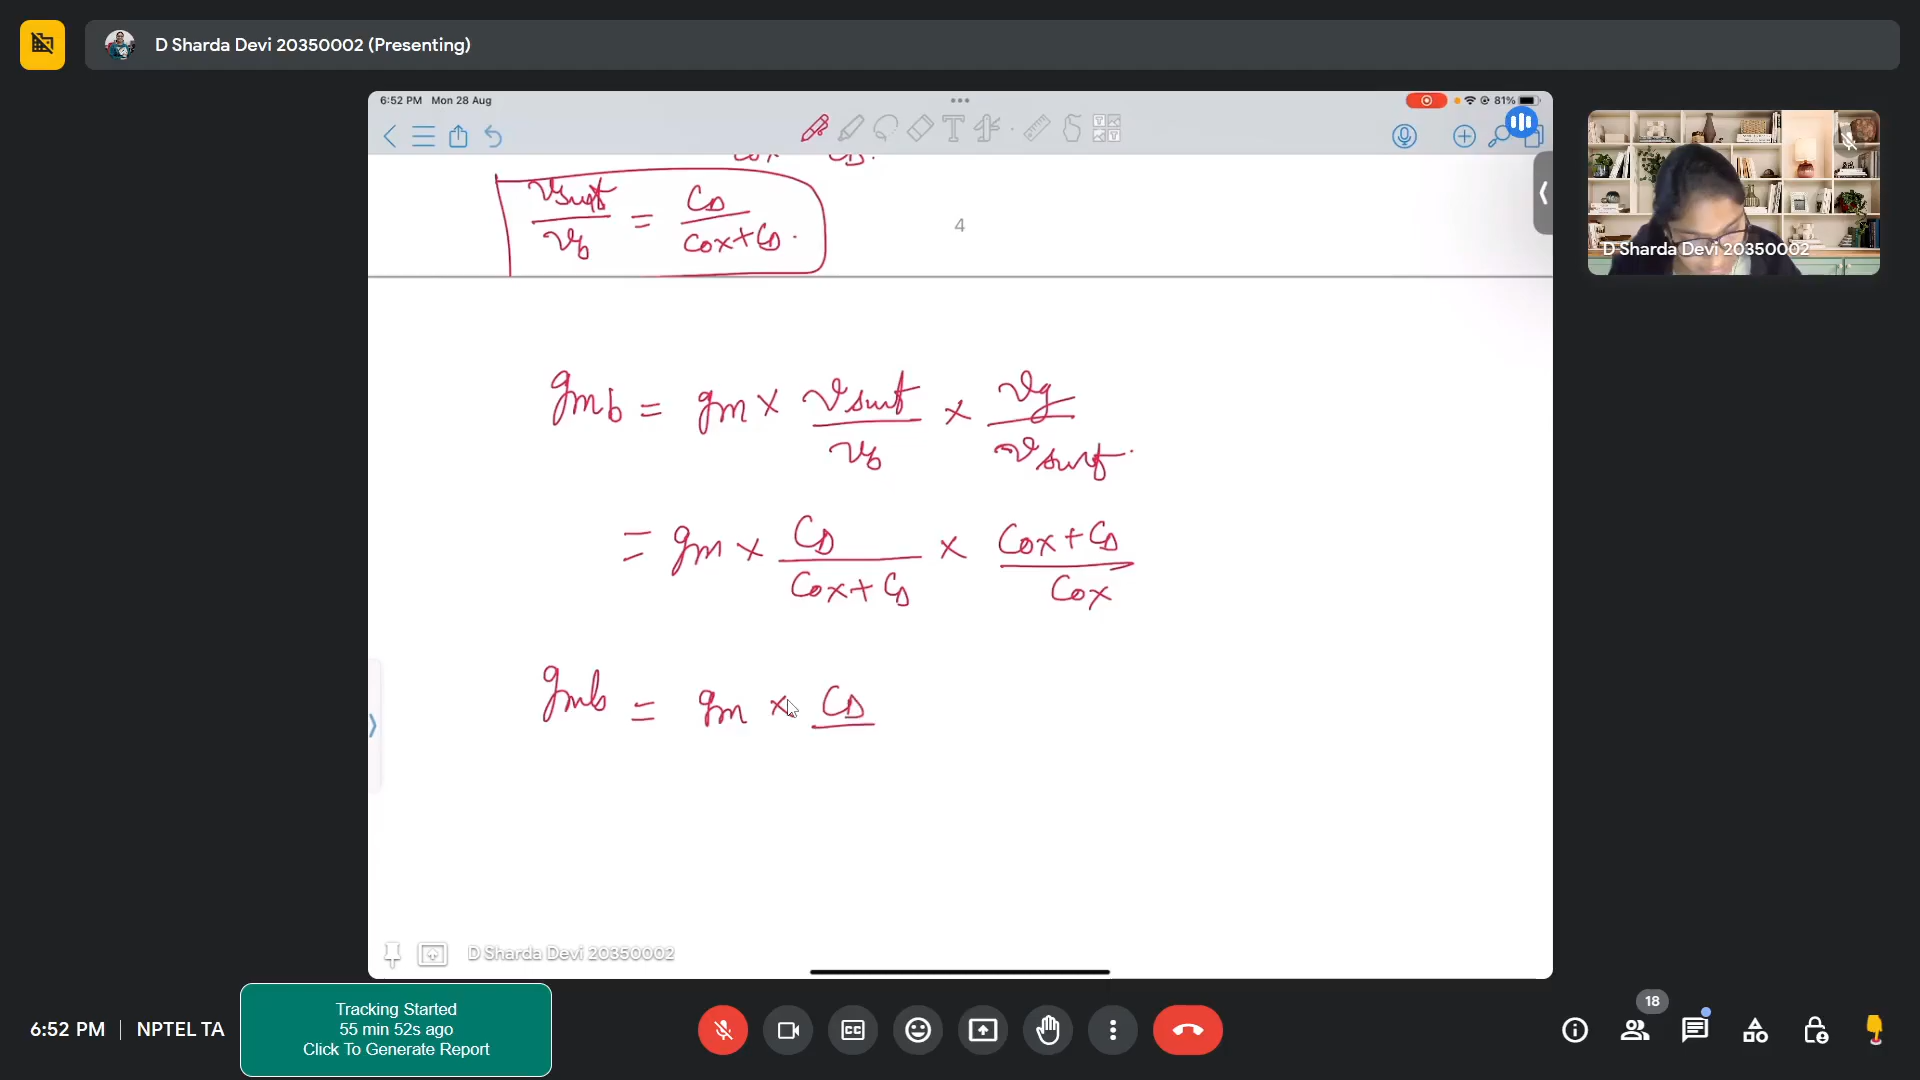 D Sharda Devi 20350002 (Presenting)
6:52 PM Mon 28 Aug
81%
Vsurf / Vb = CD / Cox + CD .
4
D Sharda Devi 20350002
gmb = gm × Vsurf / Vb × Vg / Vsurf .
= gm × CD / Cox + CD × Cox + CD / Cox
gmb = gm × CD
D Sharda Devi 20350002
6:52 PM | NPTEL TA
Tracking Started
55 min 52s ago
Click To Generate Report
CC
18